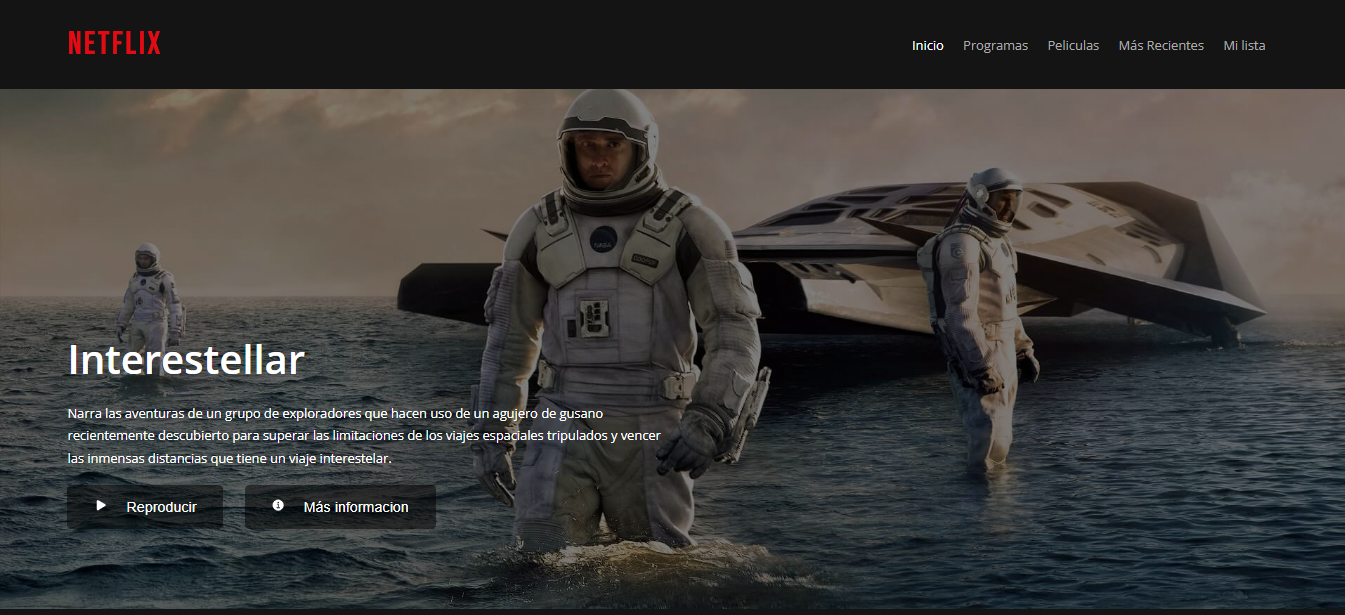 NETFLIX
Inicio Programas Peliculas Más Recientes Mi lista
NASA
COOPER
Interestellar
Narra las aventuras de un grupo de exploradores que hacen uso de un agujero de gusano
recientemente descubierto para superar las limitaciones de los viajes espaciales tripulados y vencer
las inmensas distancias que tiene un viaje interestelar.
Reproducir Más informacion